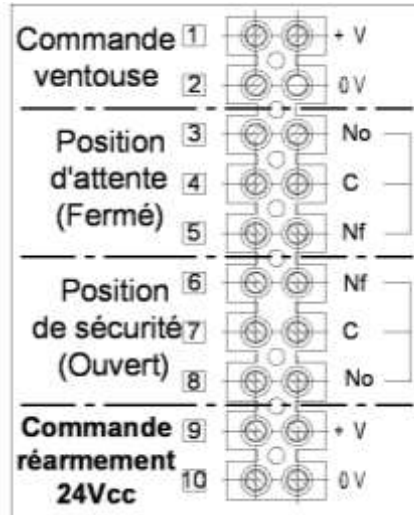 Commande
ventouse
1 + V
2 0 V
Position
d'attente
(Fermé)
3 No
4 C
5 Nf
Position
de sécurité
(Ouvert)
6 Nf
7 C
8 No
Commande
réarmement
24Vcc
9 + V
10 0 V